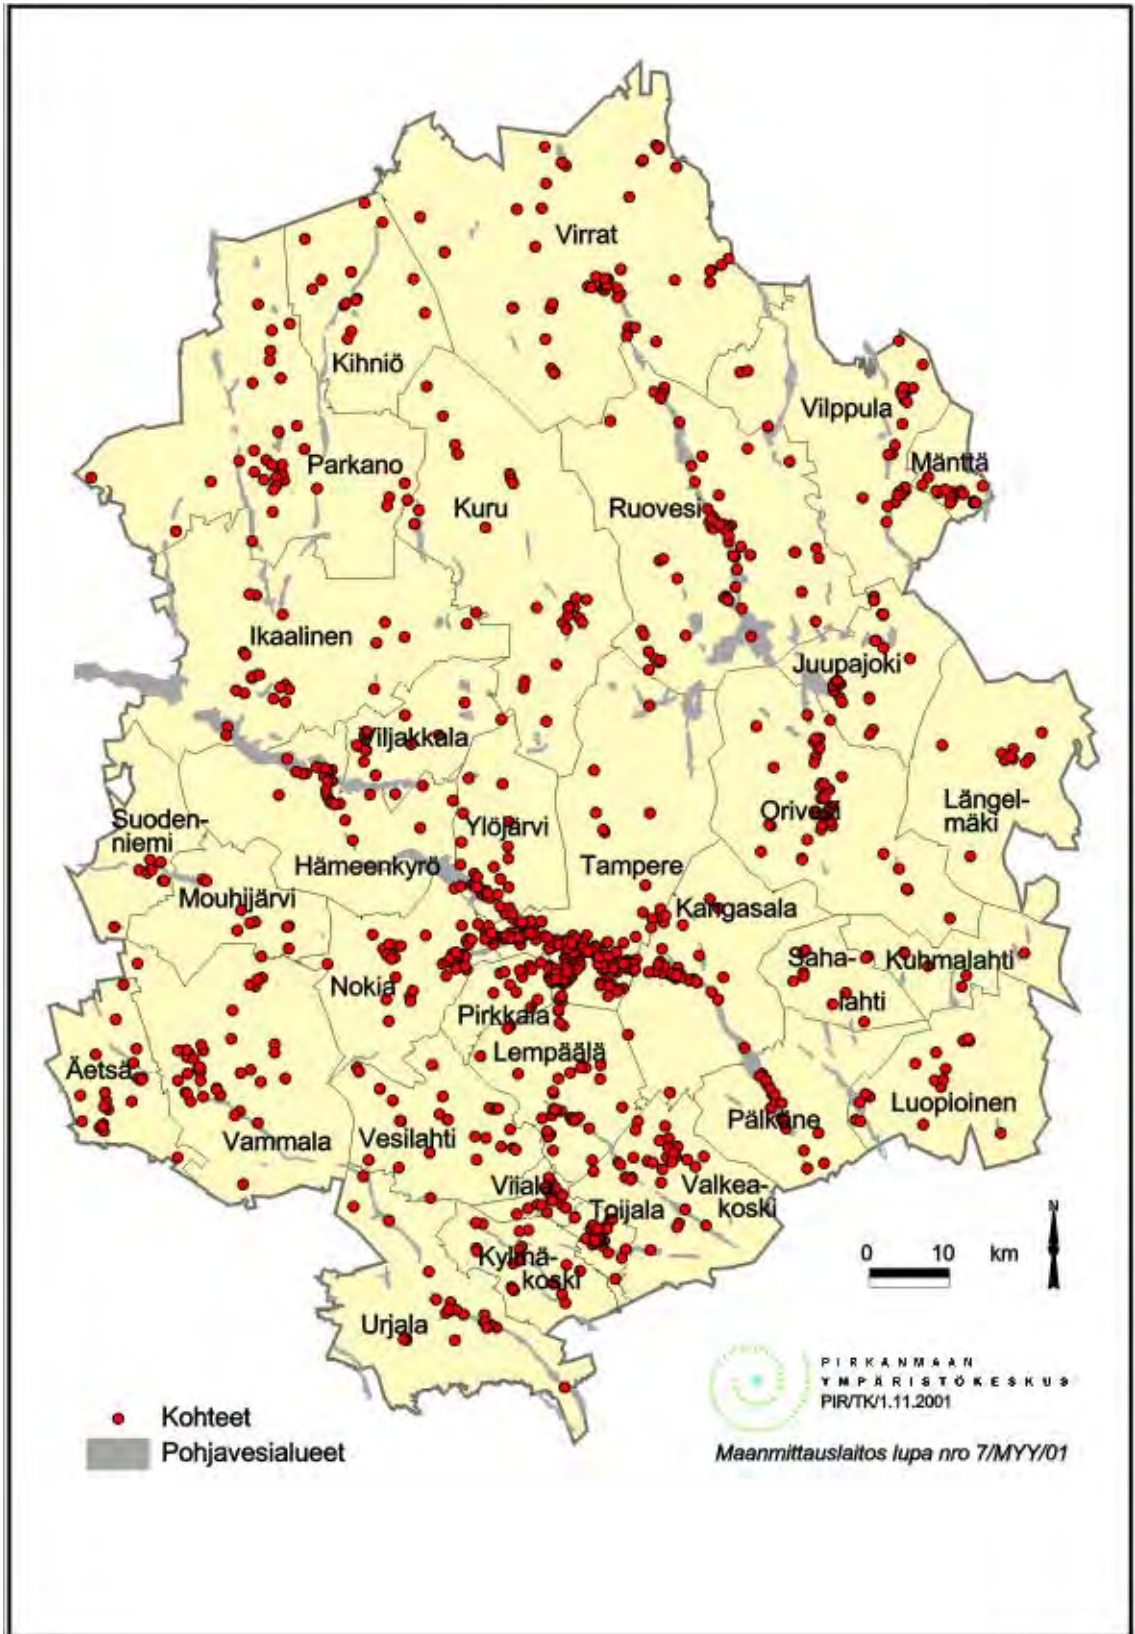 Virrat
Kihniö
Vilppula
Parkano
Mänttä
Kuru
Ruovesi
Ikaalinen
Juupajoki
Viljakkala
Längel-
mäki
Orivesi
Suoden-
niemi
Ylöjärvi
Hämeenkyrö
Tampere
Mouhijärvi
Kangasala
Saha-
lahti
Kuhmalahti
Nokia
Pirkkala
Lempäälä
Äetsä
Luopioinen
Pälkäne
Vammala
Vesilahti
Viiala
Valkea-
koski
Toijala
Kylmä-
koski
Urjala
N
0 10 km
PIRKANMAAN
YMPÄRISTÖKESKUS
PIR/TK/1.11.2001
Kohteet
Pohjavesialueet
Maanmittauslaitos lupa nro 7/MYY/01